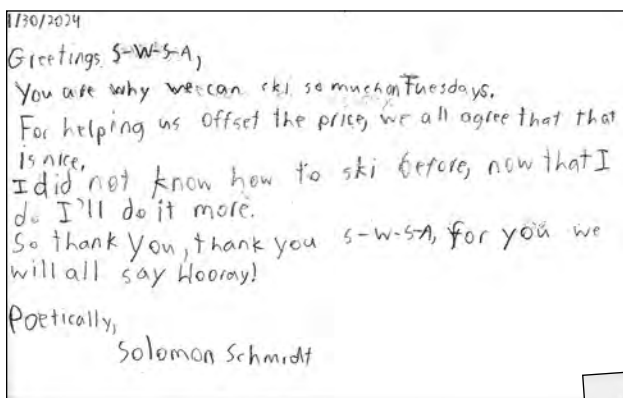 1/30/2024
Greetings S-W-S-A,
You are why we can ski so much on Tuesdays.
For helping us offset the price, we all agree that that
is nice,
I did not know how to ski before, now that I
do I'll do it more.
So thank you, thank you S-W-S-A, for you we
will all say Hooray!
Poetically,
Solomon Schmidt